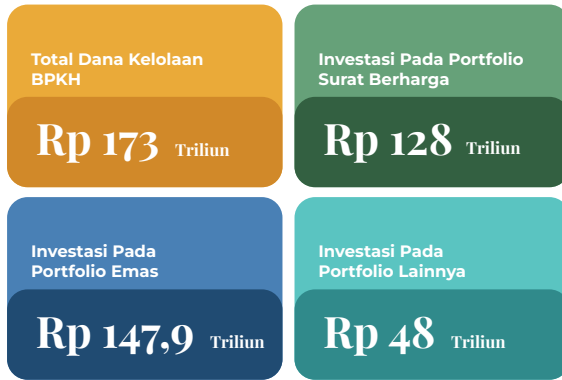 Total Dana Kelolaan
BPKH
Rp 173 Triliun
Investasi Pada Portfolio
Surat Berharga
Rp 128 Triliun
Investasi Pada
Portfolio Emas
Rp 147,9 Triliun
Investasi Pada
Portfolio Lainnya
Rp 48 Triliun